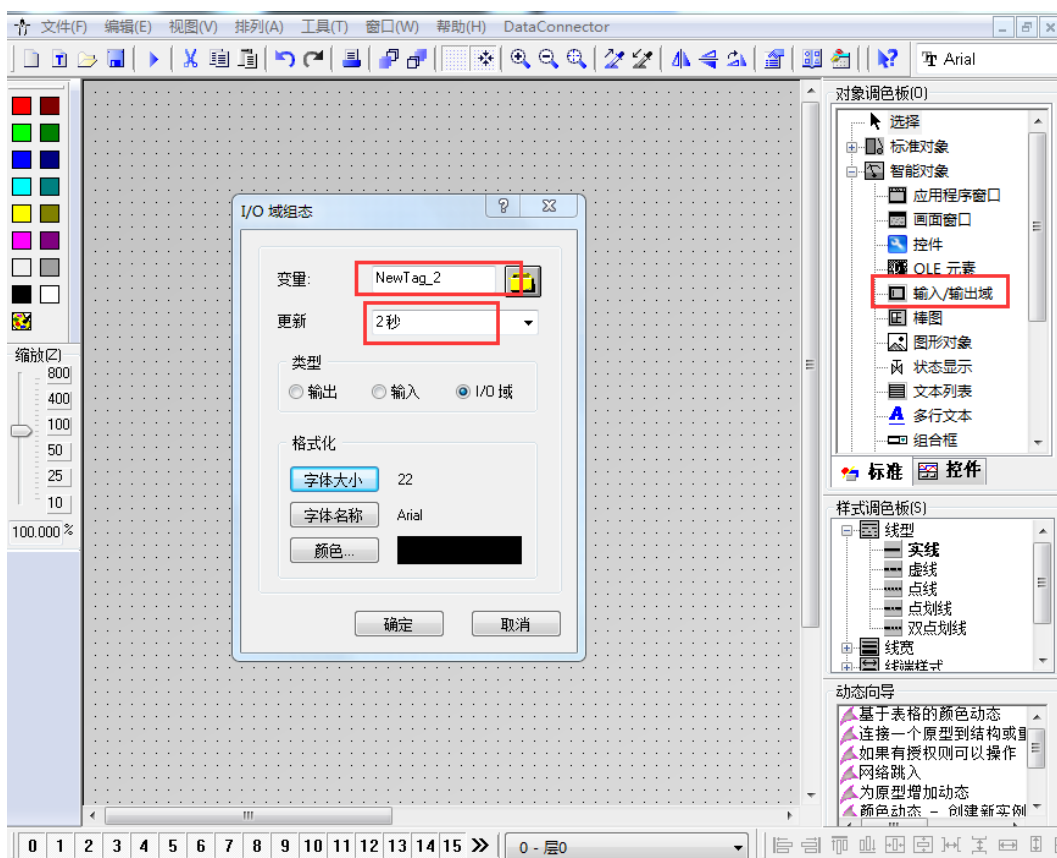 文件(F) 编辑(E) 视图(V) 排列(A) 工具(T) 窗口(W) 帮助(H) DataConnector
Arial
对象调色板(O)
选择
标准对象
智能对象
应用程序窗口
画面窗口
控件
OLE 元素
输入/输出域
棒图
图形对象
状态显示
文本列表
多行文本
组合框
标准 控件
缩放(Z)
800
400
100
50
25
10
100.000 %
I/O 域组态
变量: NewTag_2
更新 2秒
类型
输出 输入 I/O 域
格式化
字体大小 22
字体名称 Arial
颜色...
确定 取消
样式调色板(S)
线型
实线
虚线
点线
点划线
双点划线
线宽
线端样式
动态向导
基于表格的颜色动态
连接一个原型到结构或
如果有授权则可以操作
网络跳入
为原型增加动态
颜色动态 - 创建新实例
0 1 2 3 4 5 6 7 8 9 10 11 12 13 14 15 0 - 层0